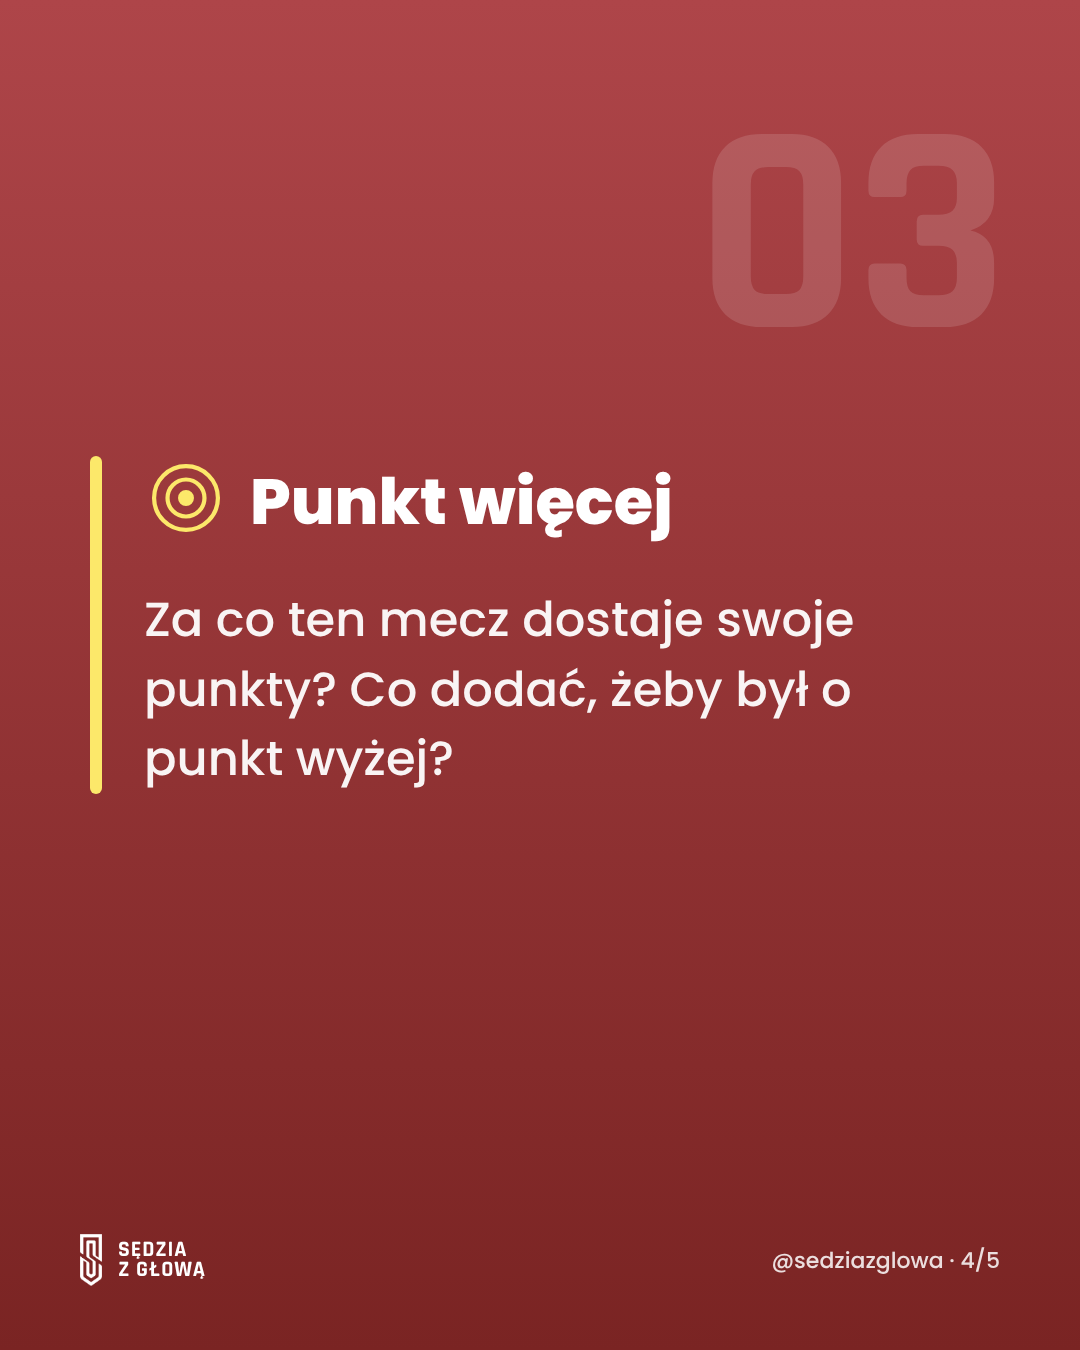 03
Punkt więcej
Za co ten mecz dostaje swoje
punkty? Co dodać, żeby był o
punkt wyżej?
SĘDZIA
Z GŁOWĄ
@sedziazglowa · 4/5